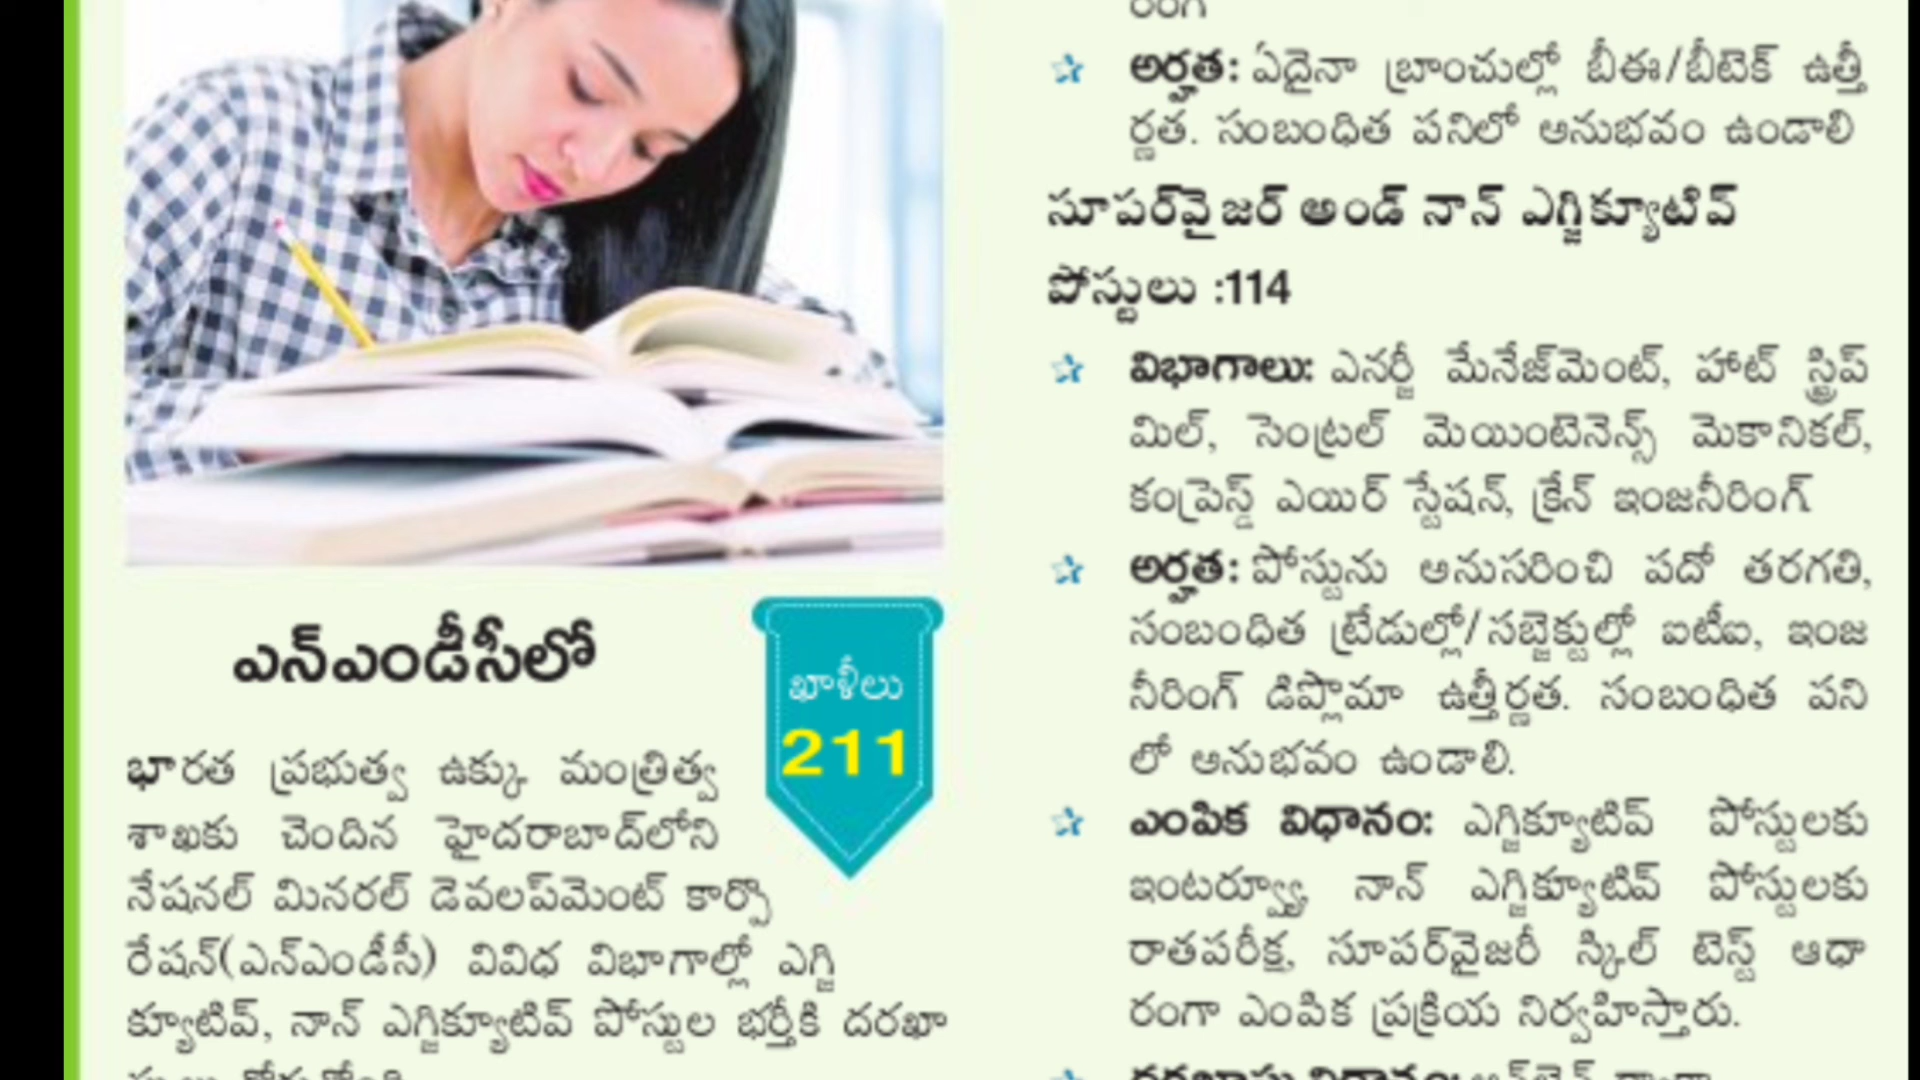 ఎన్ఎండీసీలో
ఖాళీలు
211
భారత ప్రభుత్వ ఉక్కు మంత్రిత్వ
శాఖకు చెందిన హైదరాబాద్‌లోని
నేషనల్ మినరల్ డెవలప్‌మెంట్ కార్పొ
రేషన్(ఎన్ఎండీసీ) వివిధ విభాగాల్లో ఎగ్జి
క్యూటివ్, నాన్ ఎగ్జిక్యూటివ్ పోస్టుల భర్తీకి దరఖా
అర్హత: ఏదైనా బ్రాంచుల్లో బీఈ/బీటెక్ ఉత్తీ
ర్ణత. సంబంధిత పనిలో అనుభవం ఉండాలి
సూపర్‌వైజర్ అండ్ నాన్ ఎగ్జిక్యూటివ్
పోస్టులు :114
విభాగాలు: ఎనర్జీ మేనేజ్‌మెంట్, హాట్ స్ట్రిప్
మిల్, సెంట్రల్ మెయింటెనెన్స్ మెకానికల్,
కంప్రెస్డ్ ఎయిర్ స్టేషన్, క్రేన్ ఇంజనీరింగ్
అర్హత: పోస్టును అనుసరించి పదో తరగతి,
సంబంధిత ట్రేడుల్లో/సబ్జెక్టుల్లో ఐటీఐ, ఇంజ
నీరింగ్ డిప్లొమా ఉత్తీర్ణత. సంబంధిత పని
లో అనుభవం ఉండాలి.
ఎంపిక విధానం: ఎగ్జిక్యూటివ్ పోస్టులకు
ఇంటర్వ్యూ, నాన్ ఎగ్జిక్యూటివ్ పోస్టులకు
రాతపరీక్ష, సూపర్‌వైజరీ స్కిల్ టెస్ట్ ఆధా
రంగా ఎంపిక ప్రక్రియ నిర్వహిస్తారు.